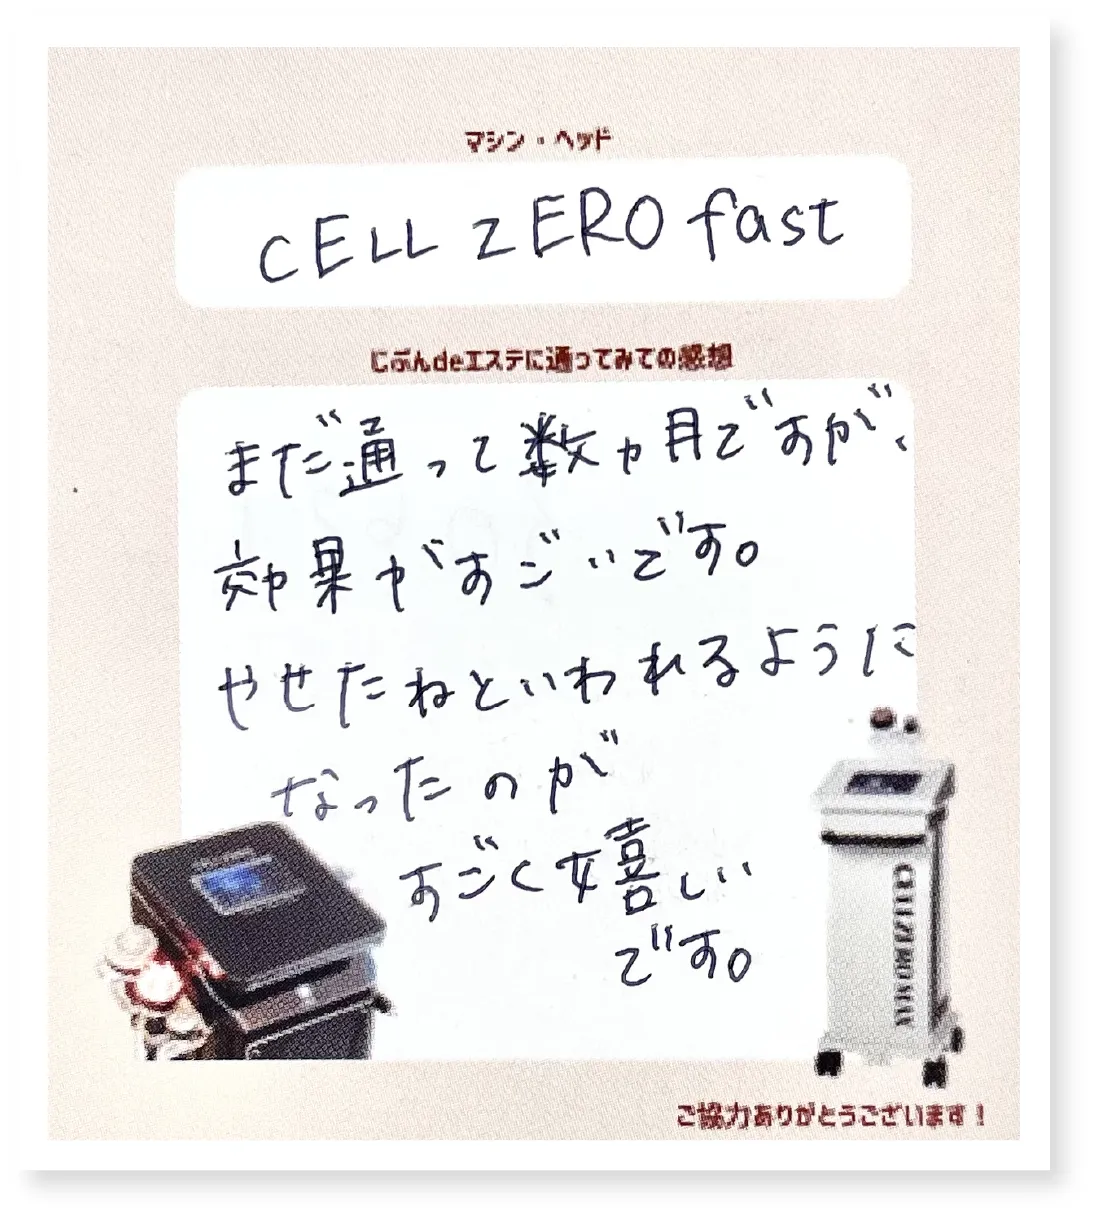 マシン・ヘッド
CELL ZERO fast
じぶんdeエステに通ってみての感想
まだ通って数ヵ月ですが、
効果がすごいです。
やせたねといわれるように
なったのが
すごく嬉しい
です。
CELLZERO MAX
ご協力ありがとうございます!